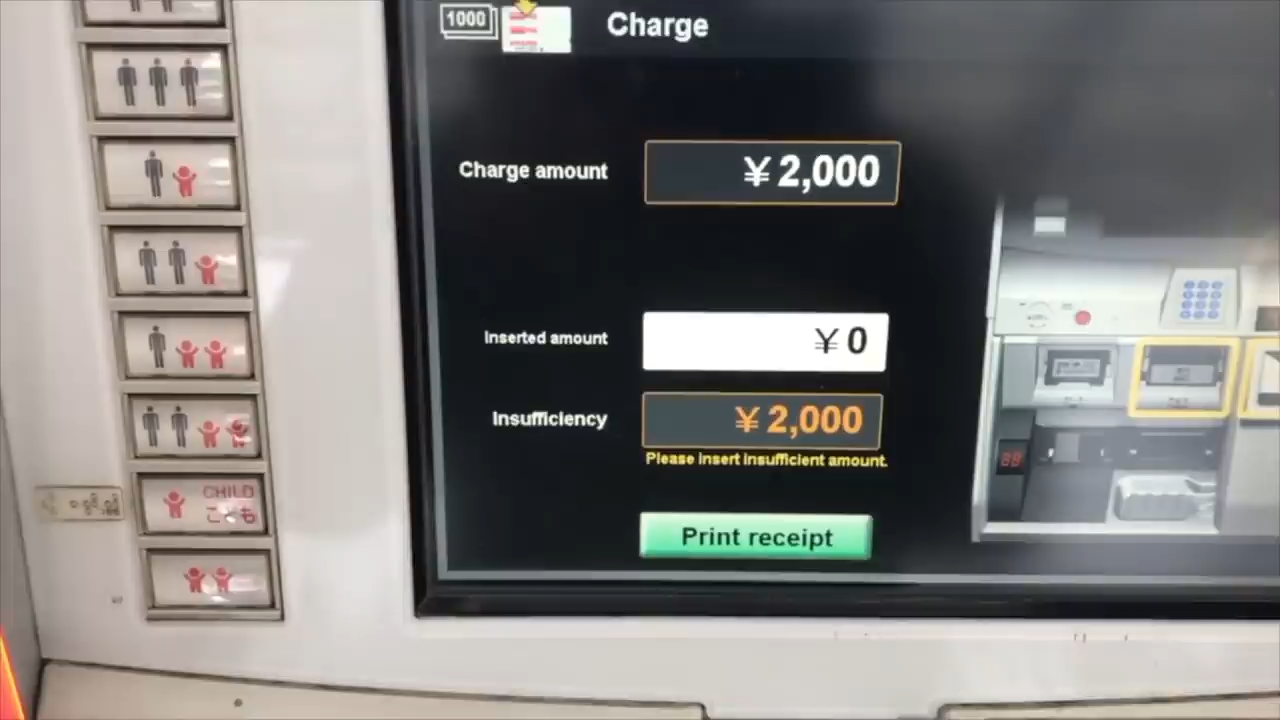 1000
Charge
Charge amount
¥2,000
Inserted amount
¥0
Insufficiency
¥2,000
Please insert insufficient amount.
Print receipt
CHILD
こども